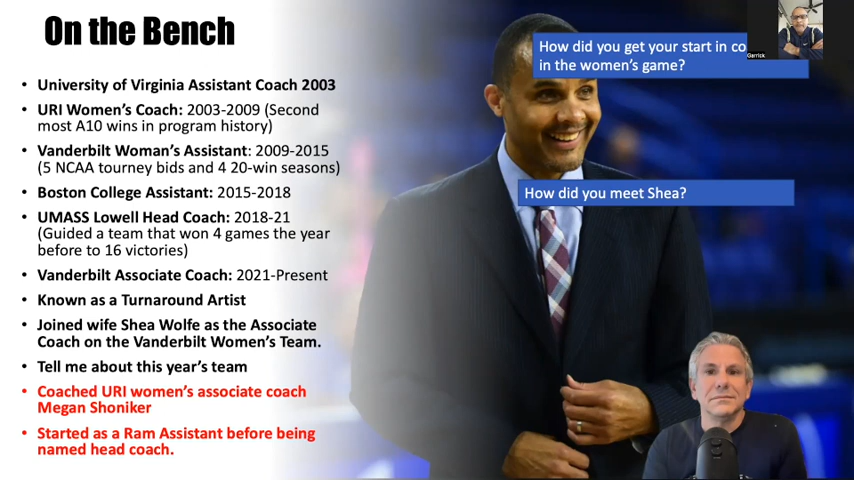 On the Bench
• University of Virginia Assistant Coach 2003
• URI Women's Coach: 2003-2009 (Second
most A10 wins in program history)
• Vanderbilt Woman's Assistant: 2009-2015
(5 NCAA tourney bids and 4 20-win seasons)
• Boston College Assistant: 2015-2018
• UMASS Lowell Head Coach: 2018-21
(Guided a team that won 4 games the year
before to 16 victories)
• Vanderbilt Associate Coach: 2021-Present
• Known as a Turnaround Artist
• Joined wife Shea Wolfe as the Associate
Coach on the Vanderbilt Women's Team.
• Tell me about this year's team
• Coached URI women's associate coach
Megan Shoniker
• Started as a Ram Assistant before being
named head coach.
How did you get your start in co
in the women's game?
How did you meet Shea?
Garrick